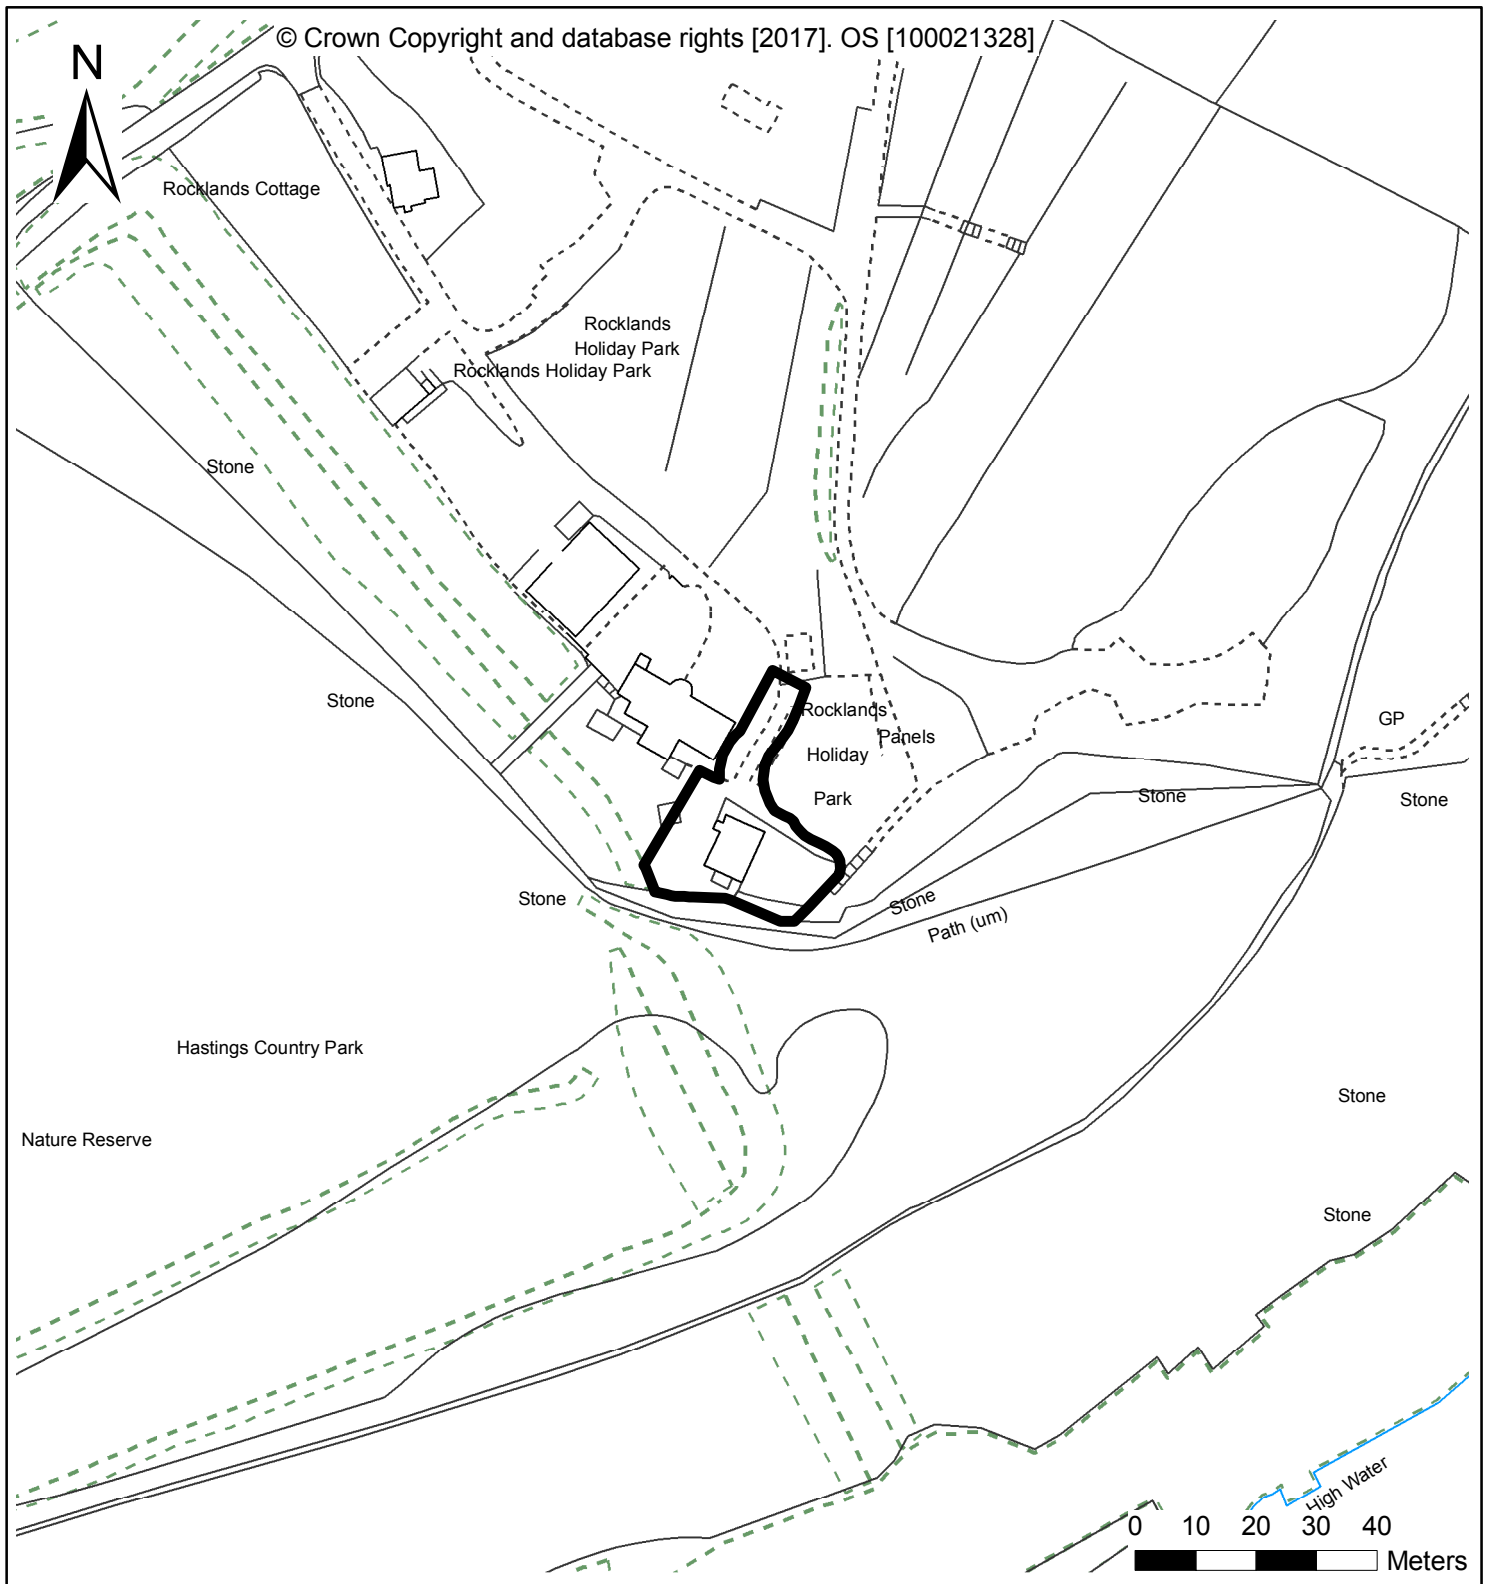 © Crown Copyright and database rights [2017]. OS [100021328]
N
Rocklands Cottage
Rocklands
Holiday Park
Rocklands Holiday Park
Stone
Stone
Rocklands
Panels
Holiday
Park
GP
Stone
Stone
Stone
Stone
Path (um)
Hastings Country Park
Nature Reserve
Stone
Stone
High Water
0 10 20 30 40
Meters